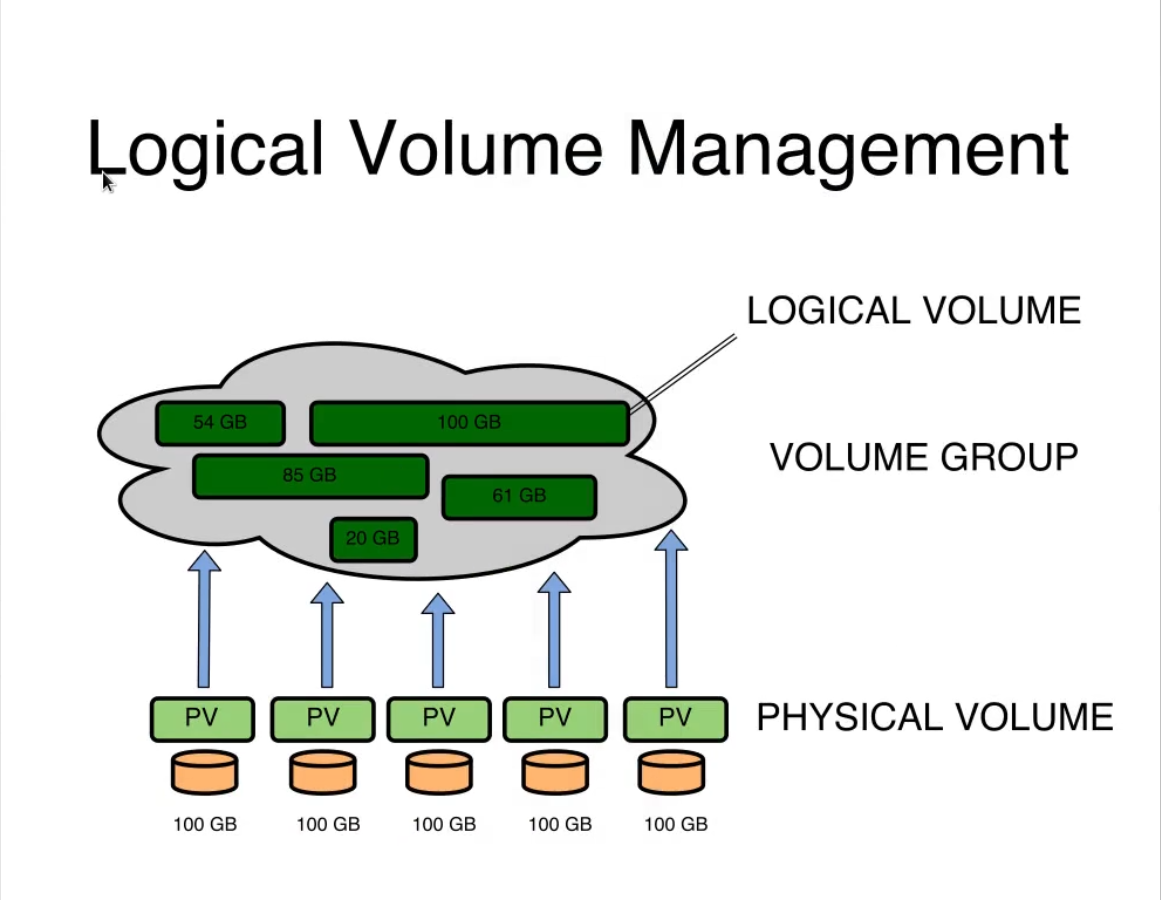 Logical Volume Management
LOGICAL VOLUME
54 GB
100 GB
VOLUME GROUP
85 GB
61 GB
20 GB
PV
PV
PV
PV
PV
PHYSICAL VOLUME
100 GB
100 GB
100 GB
100 GB
100 GB